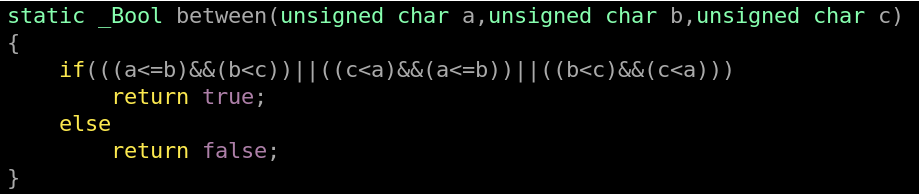 static _Bool between(unsigned char a,unsigned char b,unsigned char c)
{
    if(((a<=b)&&(b<c))||((c<a)&&(a<=b))||((b<c)&&(c<a)))
        return true;
    else
        return false;
}